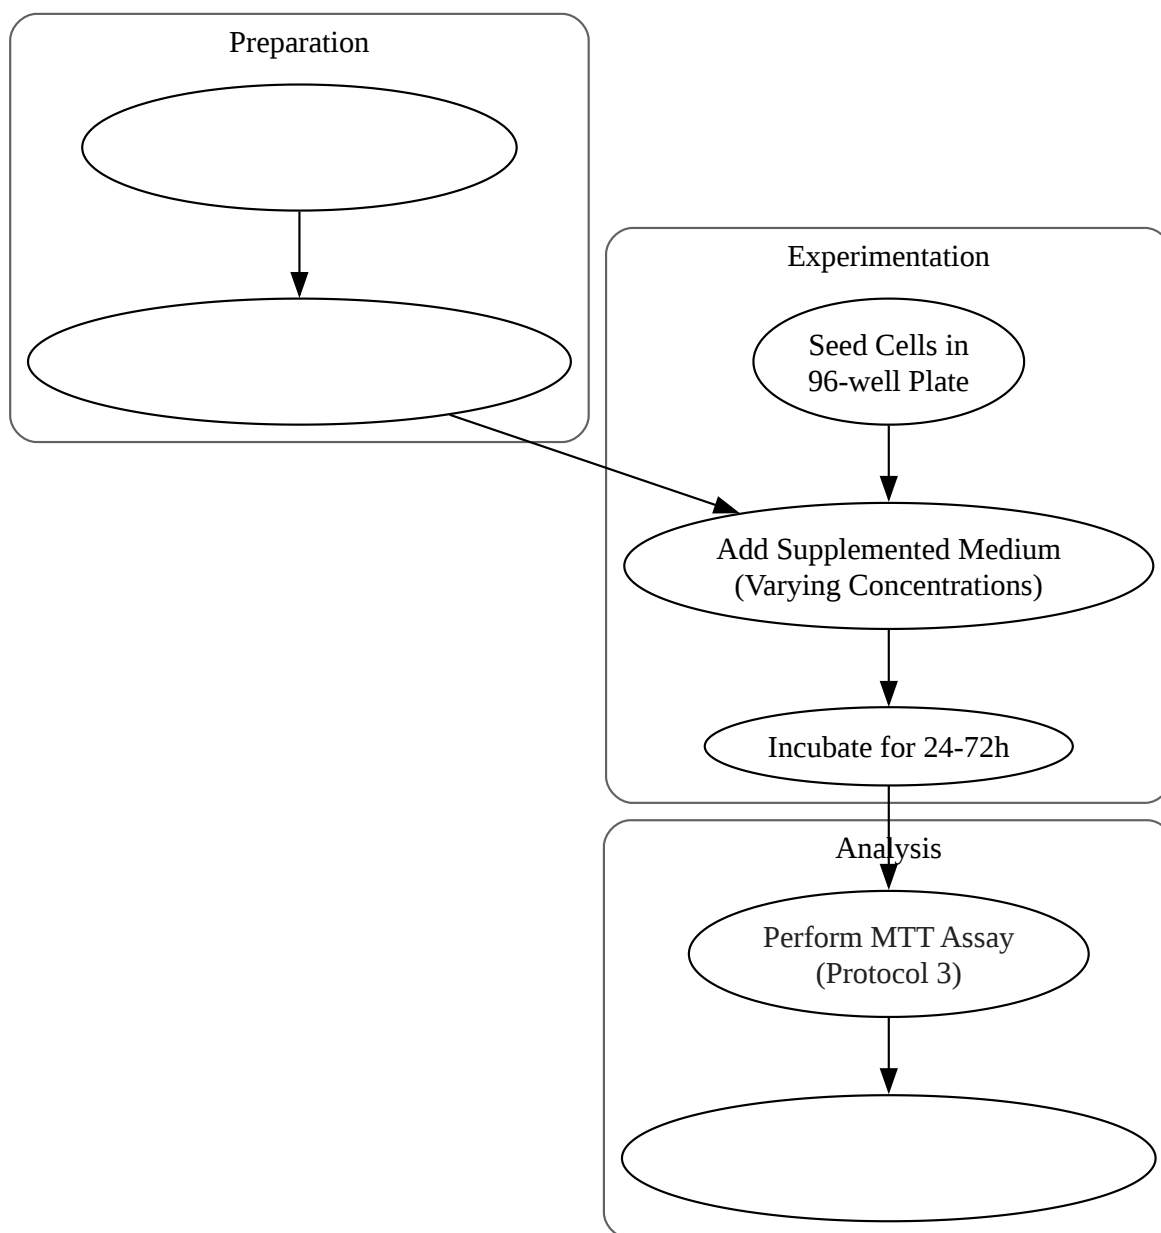 Preparation
Experimentation
Seed Cells in
96-well Plate
Add Supplemented Medium
(Varying Concentrations)
Incubate for 24-72h
Analysis
Perform MTT Assay
(Protocol 3)